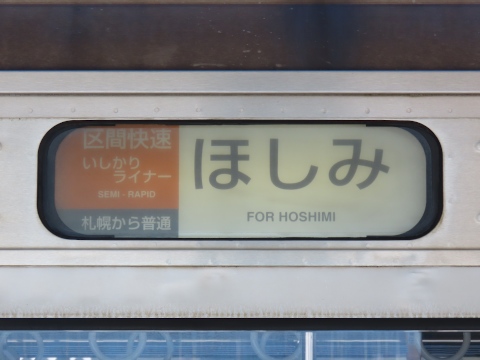 区間快速
いしかり
ライナー
SEMI - RAPID
札幌から普通
ほしみ
FOR HOSHIMI